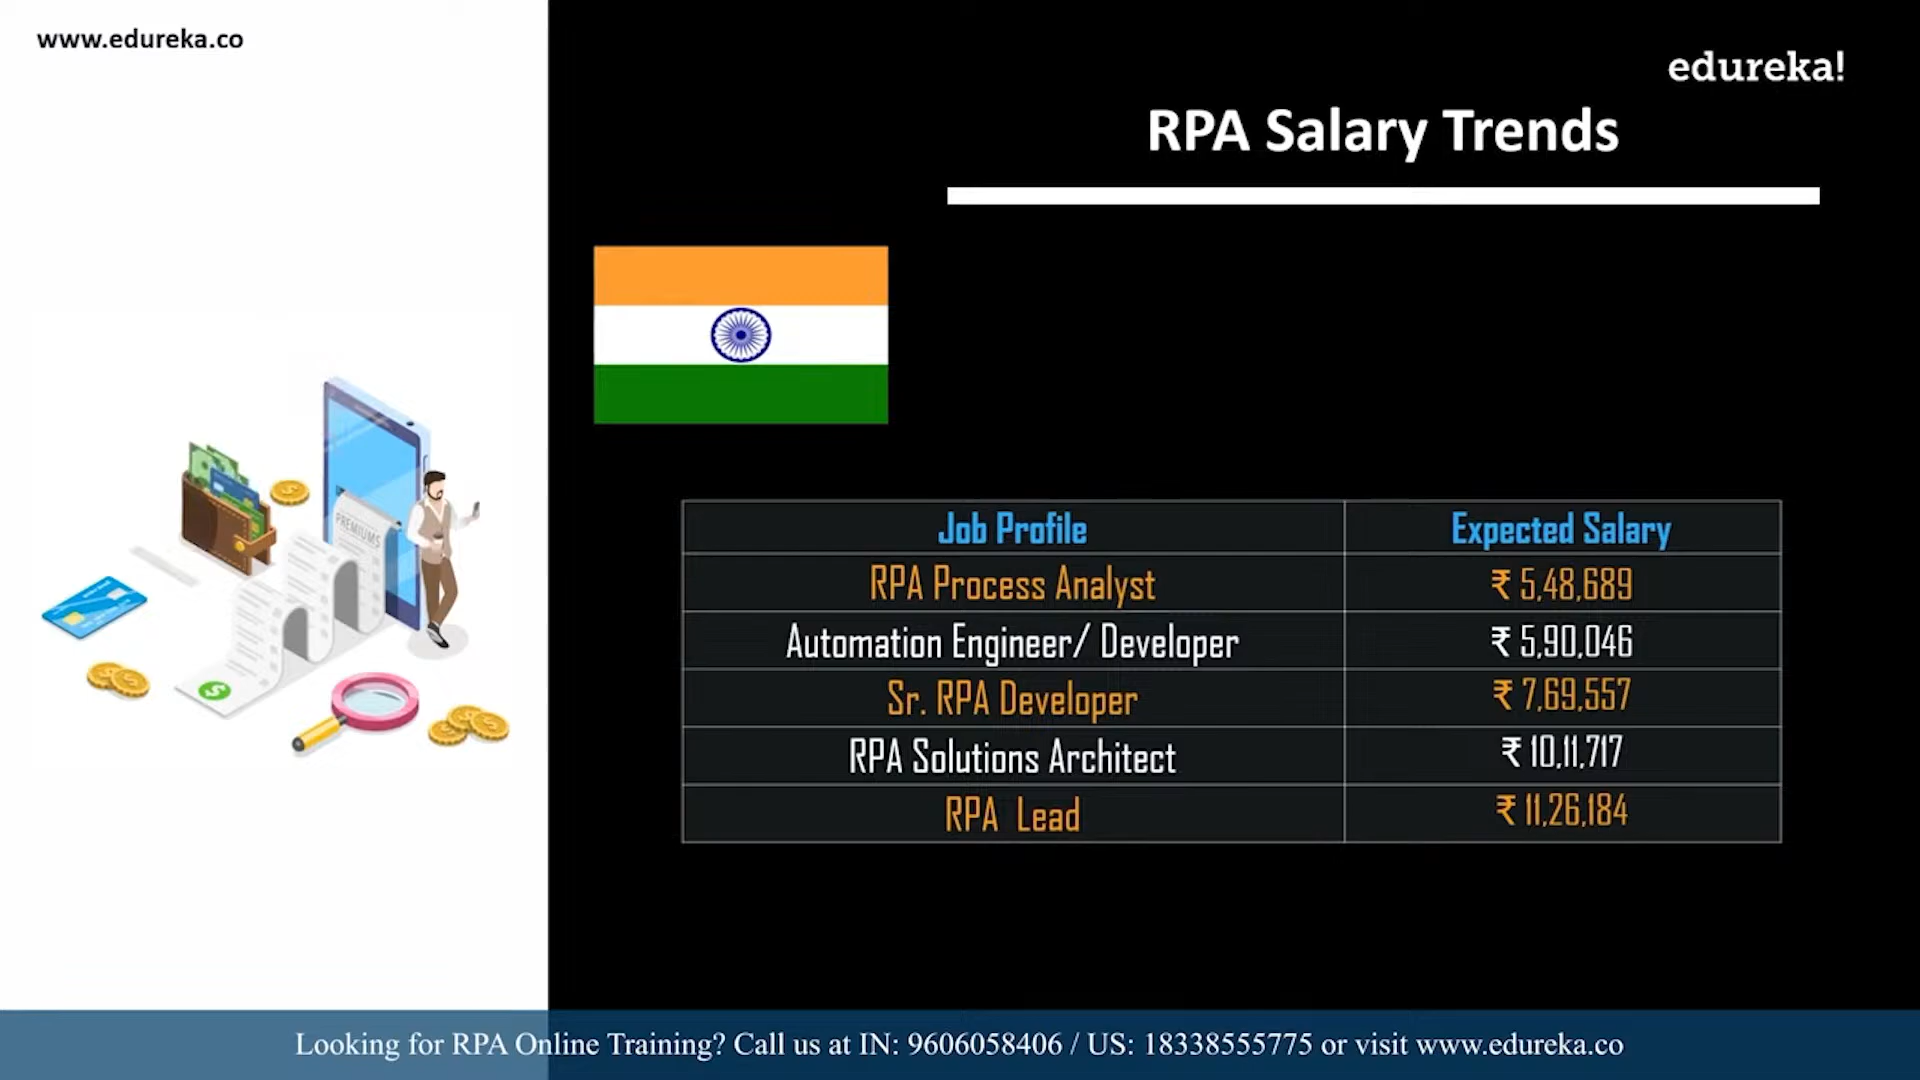 www.edureka.co
edureka!
RPA Salary Trends
PREMIUMS
Job Profile Expected Salary
RPA Process Analyst ₹ 5,48,689
Automation Engineer/ Developer ₹ 5,90,046
Sr. RPA Developer ₹ 7,69,557
RPA Solutions Architect ₹ 10,11,717
RPA Lead ₹ 11,26,184
Looking for RPA Online Training? Call us at IN: 9606058406 / US: 18338555775 or visit www.edureka.co